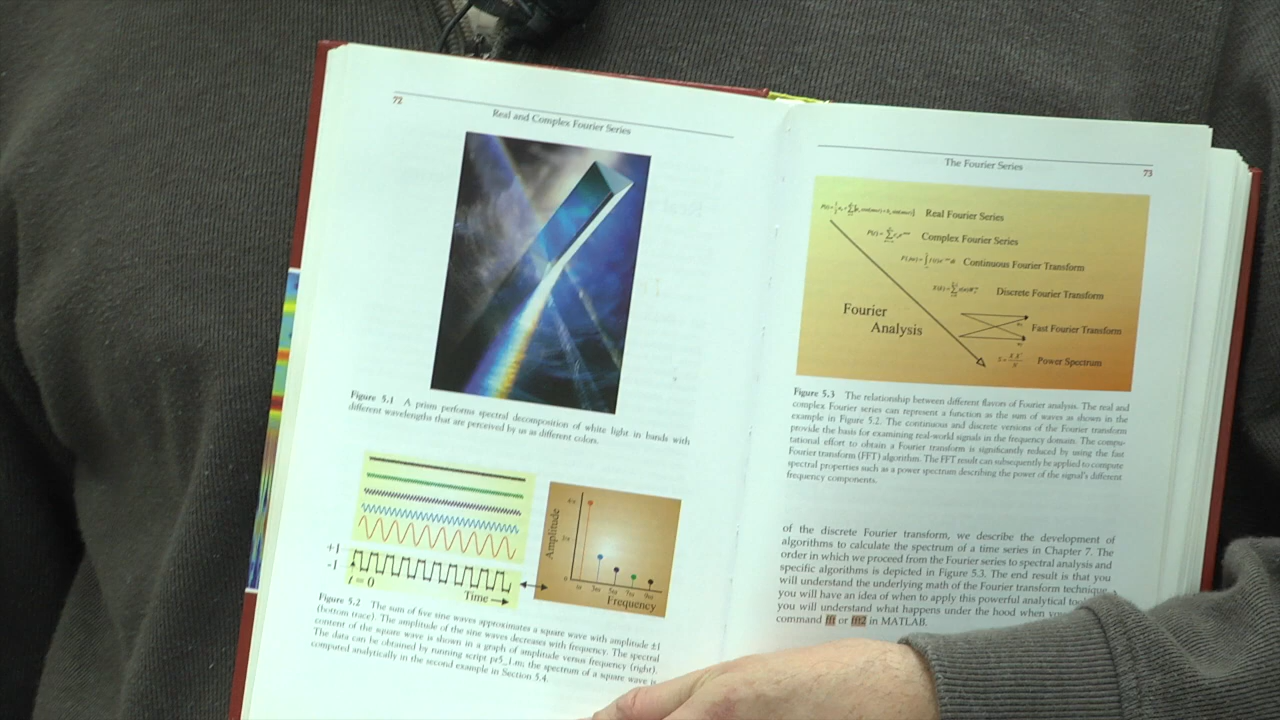 72
Real and Complex Fourier Series
Figure 5.1 A prism performs spectral decomposition of white light in bands with
different wavelengths that are perceived by us as different colors.
+1
-1
t = 0
Time
Amplitude
Frequency
Figure 5.2 The sum of five sine waves approximates a square wave with amplitude ±1
(bottom trace). The amplitude of the sine waves decreases with frequency. The spectral
content of the square wave is shown in a graph of amplitude versus frequency (right).
The data can be obtained by running script pr5_1.m; the spectrum of a square wave is
computed analytically in the second example in Section 5.4.
The Fourier Series
73
Real Fourier Series
Complex Fourier Series
Continuous Fourier Transform
Discrete Fourier Transform
Fast Fourier Transform
Power Spectrum
Fourier
Analysis
Figure 5.3 The relationship between different flavors of Fourier analysis. The real and
complex Fourier series can represent a function as the sum of waves as shown in the
example in Figure 5.2. The continuous and discrete versions of the Fourier transform
provide the basis for examining real-world signals in the frequency domain. The compu-
tational effort to obtain a Fourier transform is significantly reduced by using the fast
Fourier transform (FFT) algorithm. The FFT result can subsequently be applied to compute
spectral properties such as a power spectrum describing the power of the signal's different
frequency components.
of the discrete Fourier transform, we describe the development of
algorithms to calculate the spectrum of a time series in Chapter 7. The
order in which we proceed from the Fourier series to spectral analysis and
specific algorithms is depicted in Figure 5.3. The end result is that you
will understand the underlying math of the Fourier transform technique,
you will have an idea of when to apply this powerful analytical
you will understand what happens under the hood when
command fft or fft2 in MATLAB.